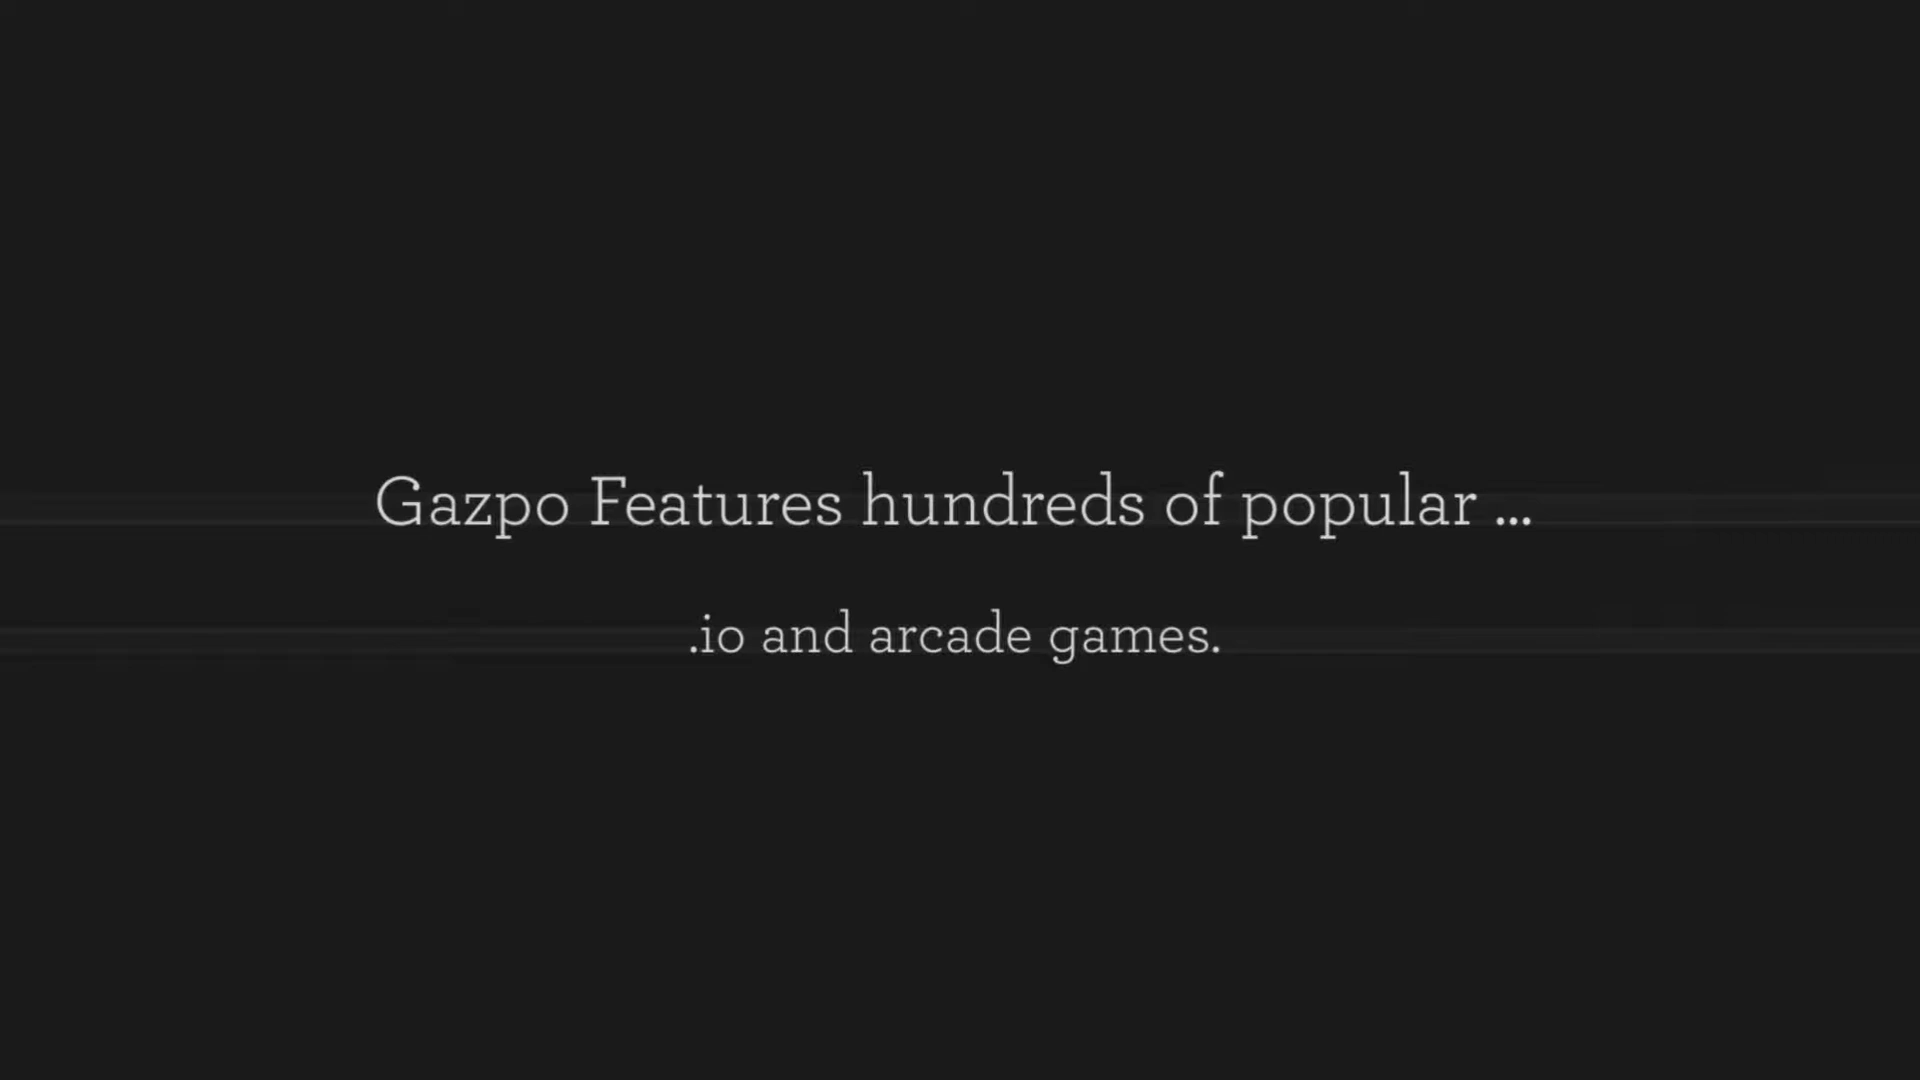 Gazpo Features hundreds of popular ...
.io and arcade games.